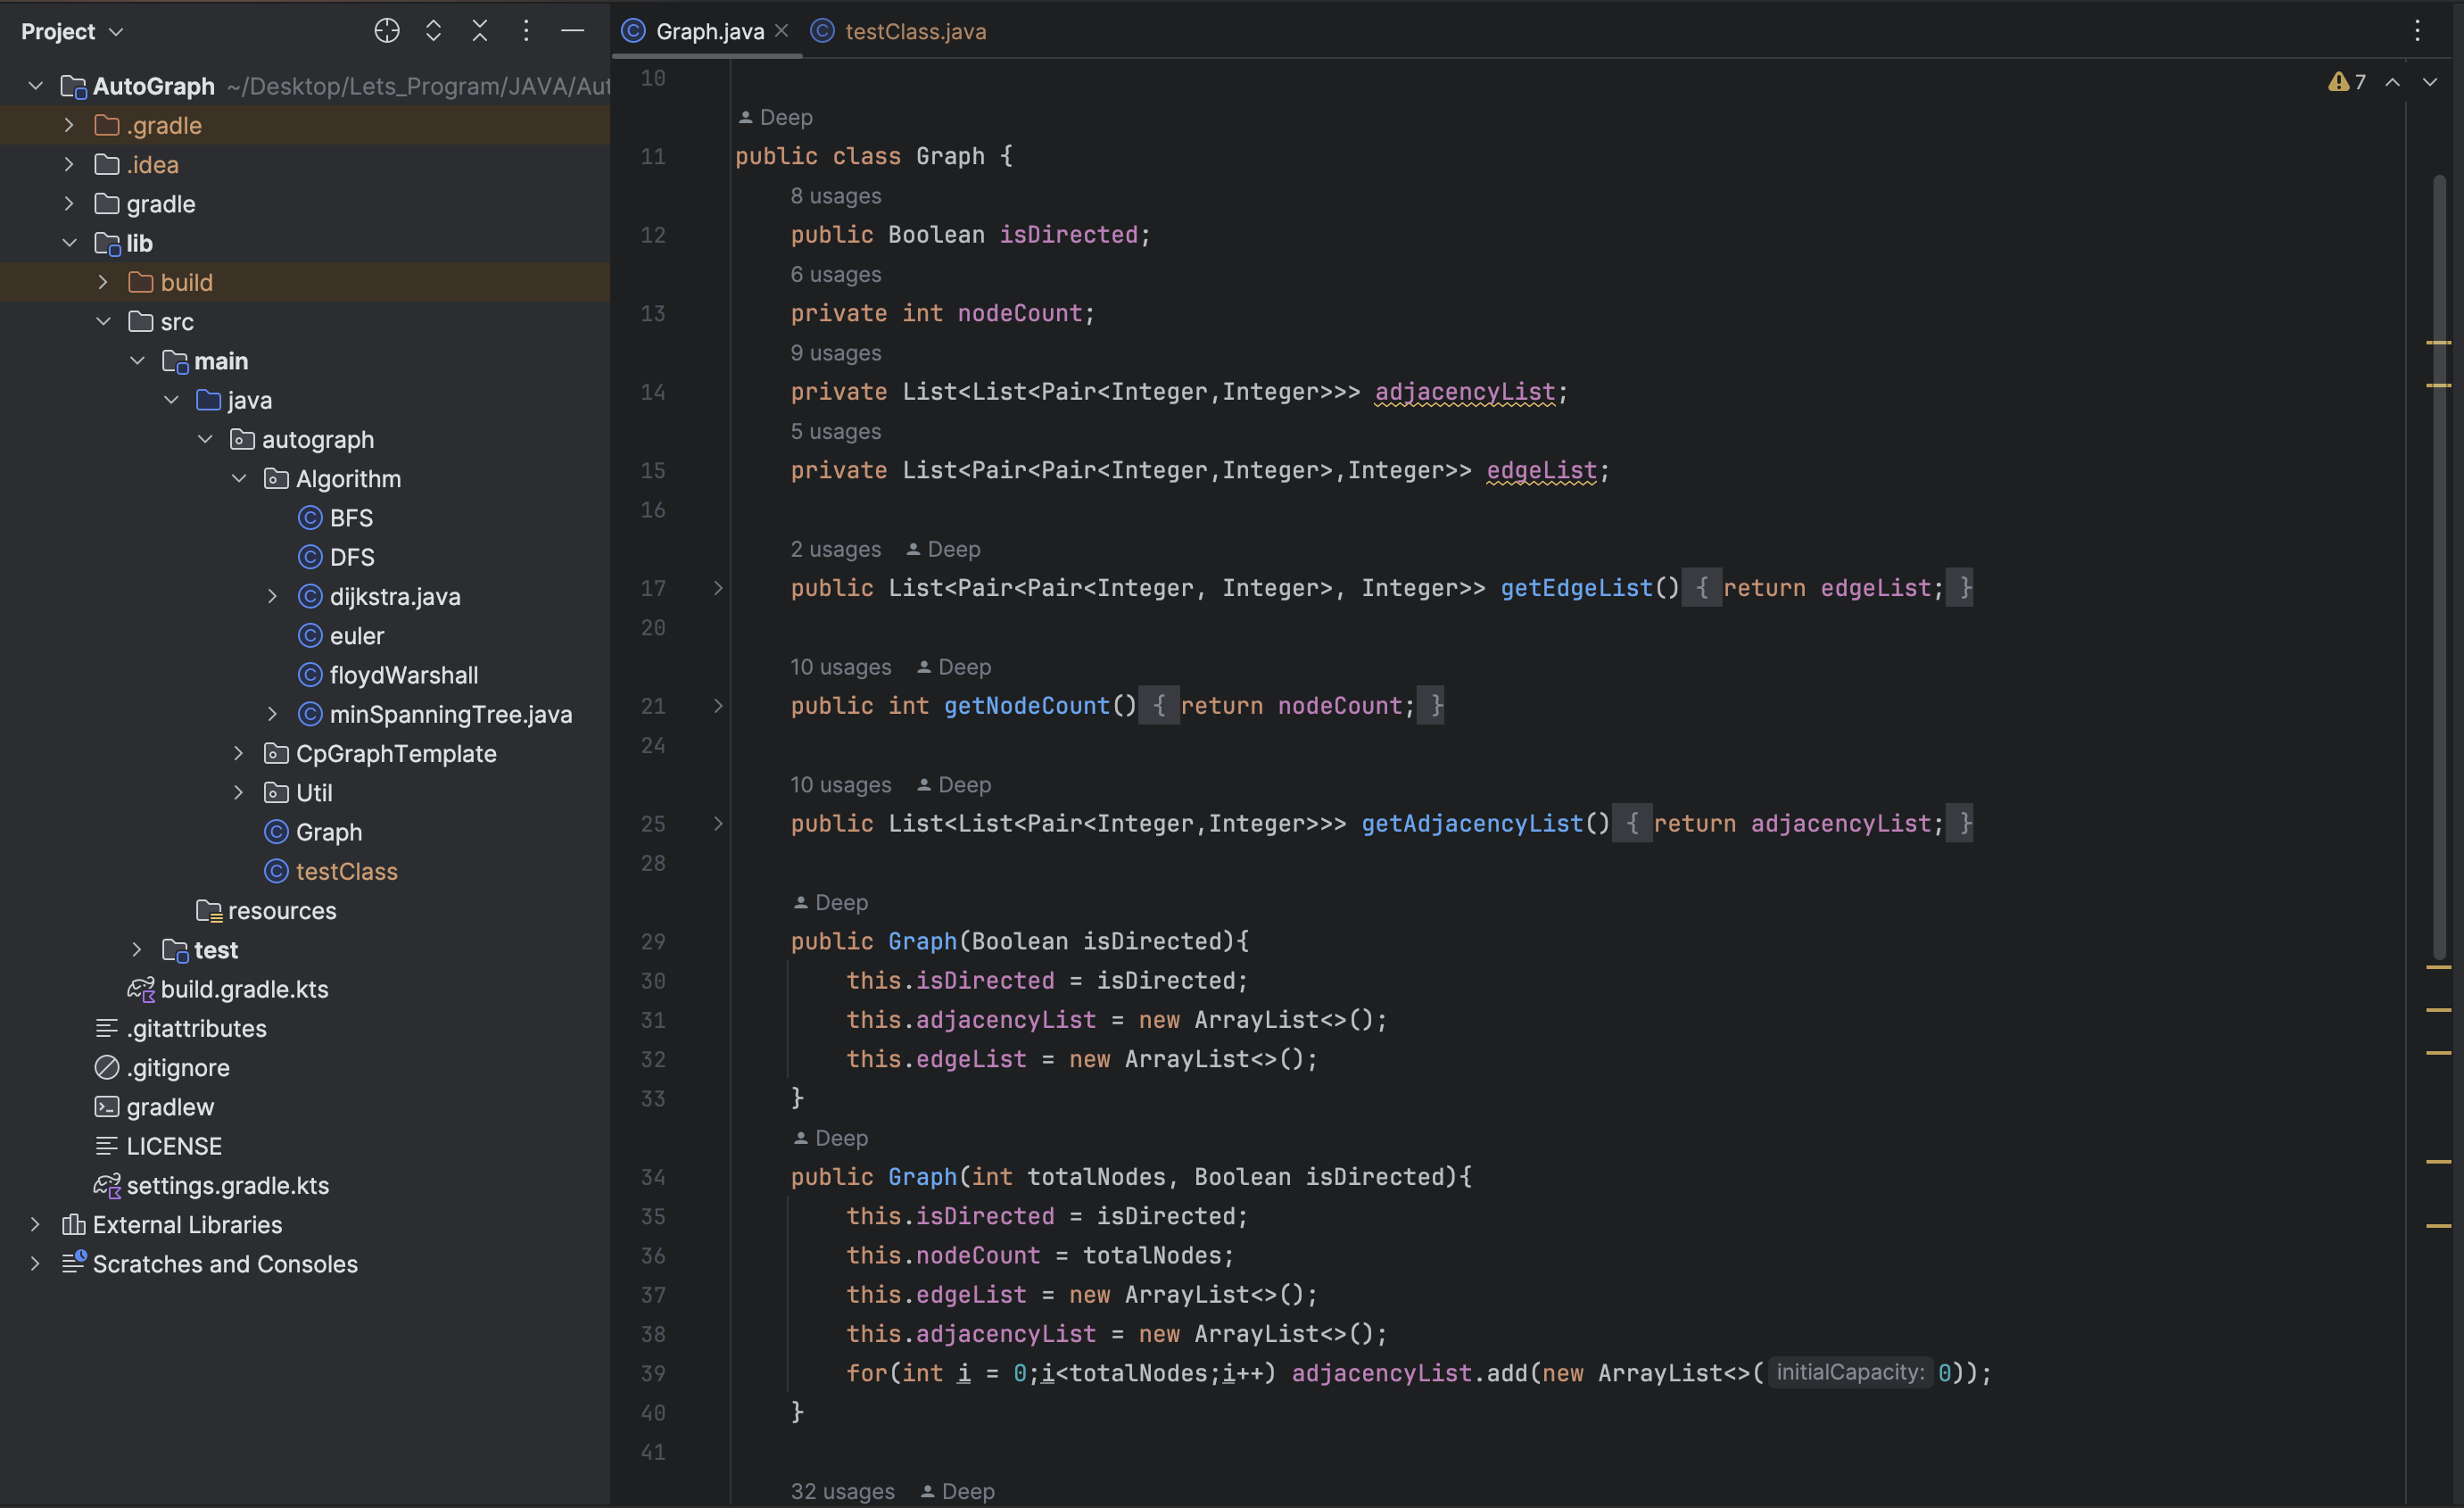 Project
AutoGraph ~/Desktop/Lets_Program/JAVA/Aut
.gradle
.idea
gradle
lib
build
src
main
java
autograph
Algorithm
BFS
DFS
dijkstra.java
euler
floydWarshall
minSpanningTree.java
CpGraphTemplate
Util
Graph
testClass
resources
test
build.gradle.kts
.gitattributes
.gitignore
gradlew
LICENSE
settings.gradle.kts
External Libraries
Scratches and Consoles
Graph.java testClass.java
7
10
Deep
11 public class Graph {
8 usages
12 public Boolean isDirected;
6 usages
13 private int nodeCount;
9 usages
14 private List<List<Pair<Integer,Integer>>> adjacencyList;
5 usages
15 private List<Pair<Pair<Integer,Integer>,Integer>> edgeList;
16
2 usages Deep
17 public List<Pair<Pair<Integer, Integer>, Integer>> getEdgeList() { return edgeList; }
20
10 usages Deep
21 public int getNodeCount() { return nodeCount; }
24
10 usages Deep
25 public List<List<Pair<Integer,Integer>>> getAdjacencyList() { return adjacencyList; }
28
Deep
29 public Graph(Boolean isDirected){
30 this.isDirected = isDirected;
31 this.adjacencyList = new ArrayList<>();
32 this.edgeList = new ArrayList<>();
33 }
Deep
34 public Graph(int totalNodes, Boolean isDirected){
35 this.isDirected = isDirected;
36 this.nodeCount = totalNodes;
37 this.edgeList = new ArrayList<>();
38 this.adjacencyList = new ArrayList<>();
39 for(int i = 0;i<totalNodes;i++) adjacencyList.add(new ArrayList<>( initialCapacity: 0));
40 }
41
32 usages Deep